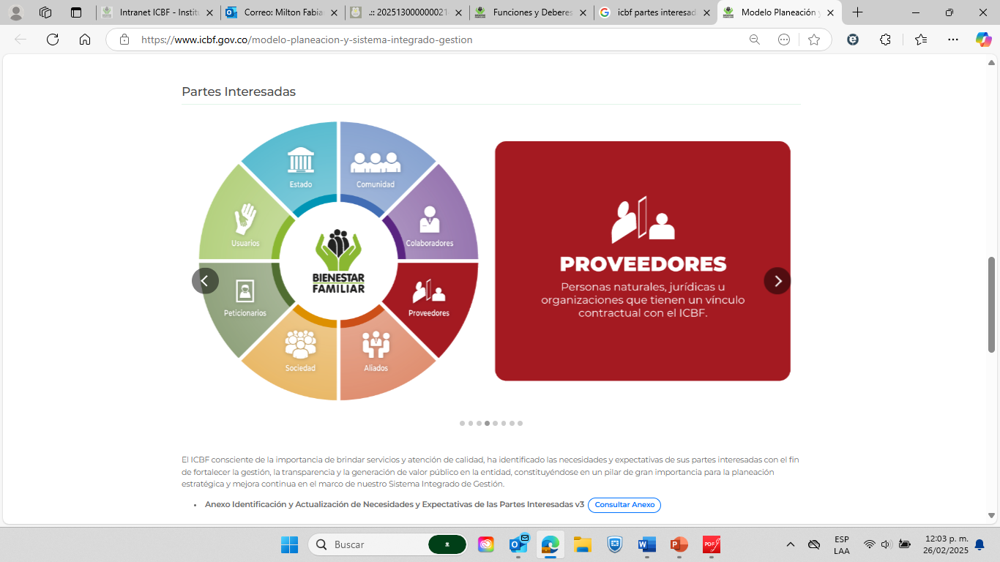 Intranet ICBF - Institu
Correo: Milton Fabia
.:: 202513000000021
Funciones y Deberes
icbf partes interesad
Modelo Planeación y
https://www.icbf.gov.co/modelo-planeacion-y-sistema-integrado-gestion
Partes Interesadas
Estado
Comunidad
Usuarios
Colaboradores
BIENESTAR
FAMILIAR
Peticionarios
Proveedores
Sociedad
Aliados
PROVEEDORES
Personas naturales, jurídicas u
organizaciones que tienen un vínculo
contractual con el ICBF.
El ICBF consciente de la importancia de brindar servicios y atención de calidad, ha identificado las necesidades y expectativas de sus partes interesadas con el fin
de fortalecer la gestión, la transparencia y la generación de valor público en la entidad, constituyéndose en un pilar de gran importancia para la planeación
estratégica y mejora continua en el marco de nuestro Sistema Integrado de Gestión.
• Anexo Identificación y Actualización de Necesidades y Expectativas de las Partes Interesadas v3 Consultar Anexo
Buscar
PDF
ESP
LAA
12:03 p. m.
26/02/2025